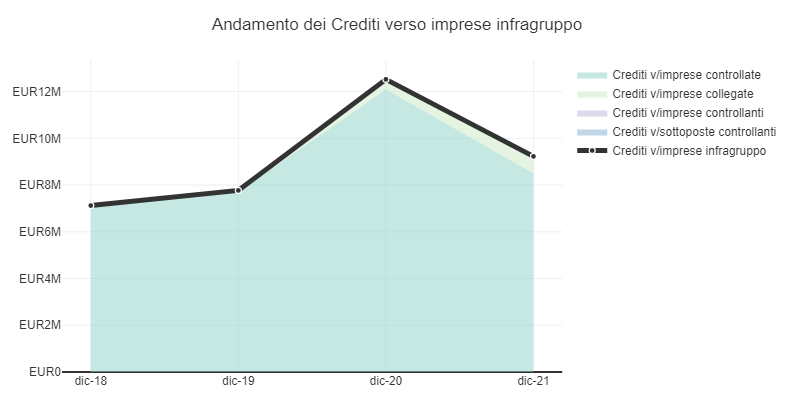 Andamento dei Crediti verso imprese infragruppo
EUR12M
EUR10M
EUR8M
EUR6M
EUR4M
EUR2M
EUR0
dic-18
dic-19
dic-20
dic-21
Crediti v/imprese controllate
Crediti v/imprese collegate
Crediti v/imprese controllanti
Crediti v/sottoposte controllanti
Crediti v/imprese infragruppo